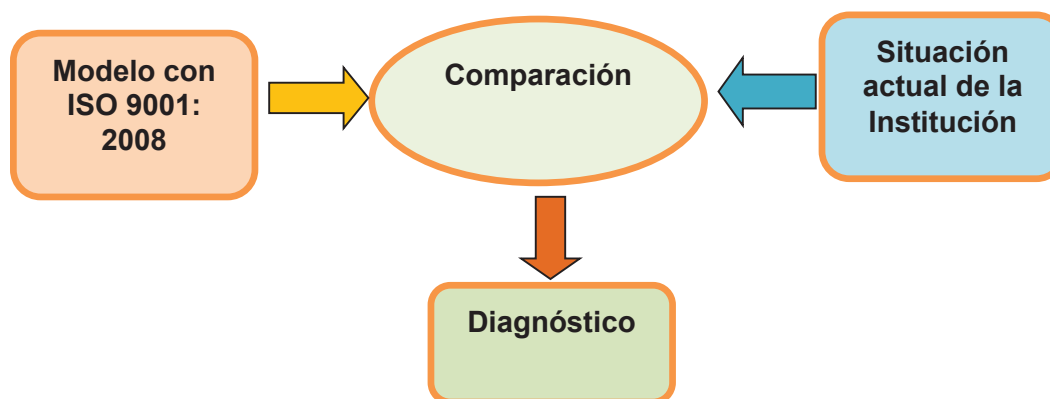 Modelo con
ISO 9001:
2008
Comparación
Situación
actual de la
Institución
Diagnóstico